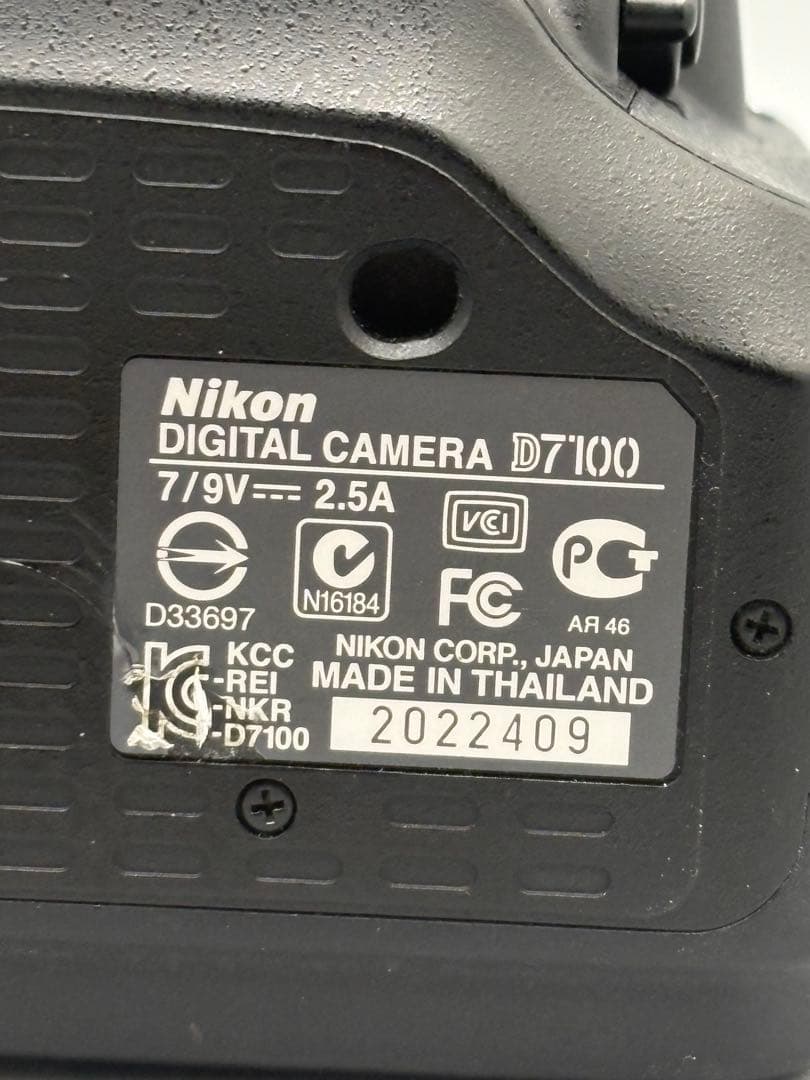 Nikon
DIGITAL CAMERA D7100
7/9V⎓ 2.5A
VCI
PCT
N16184
FC
D33697
АЯ 46
KCC
-REI
-NKR
-D7100
NIKON CORP., JAPAN
MADE IN THAILAND
2022409